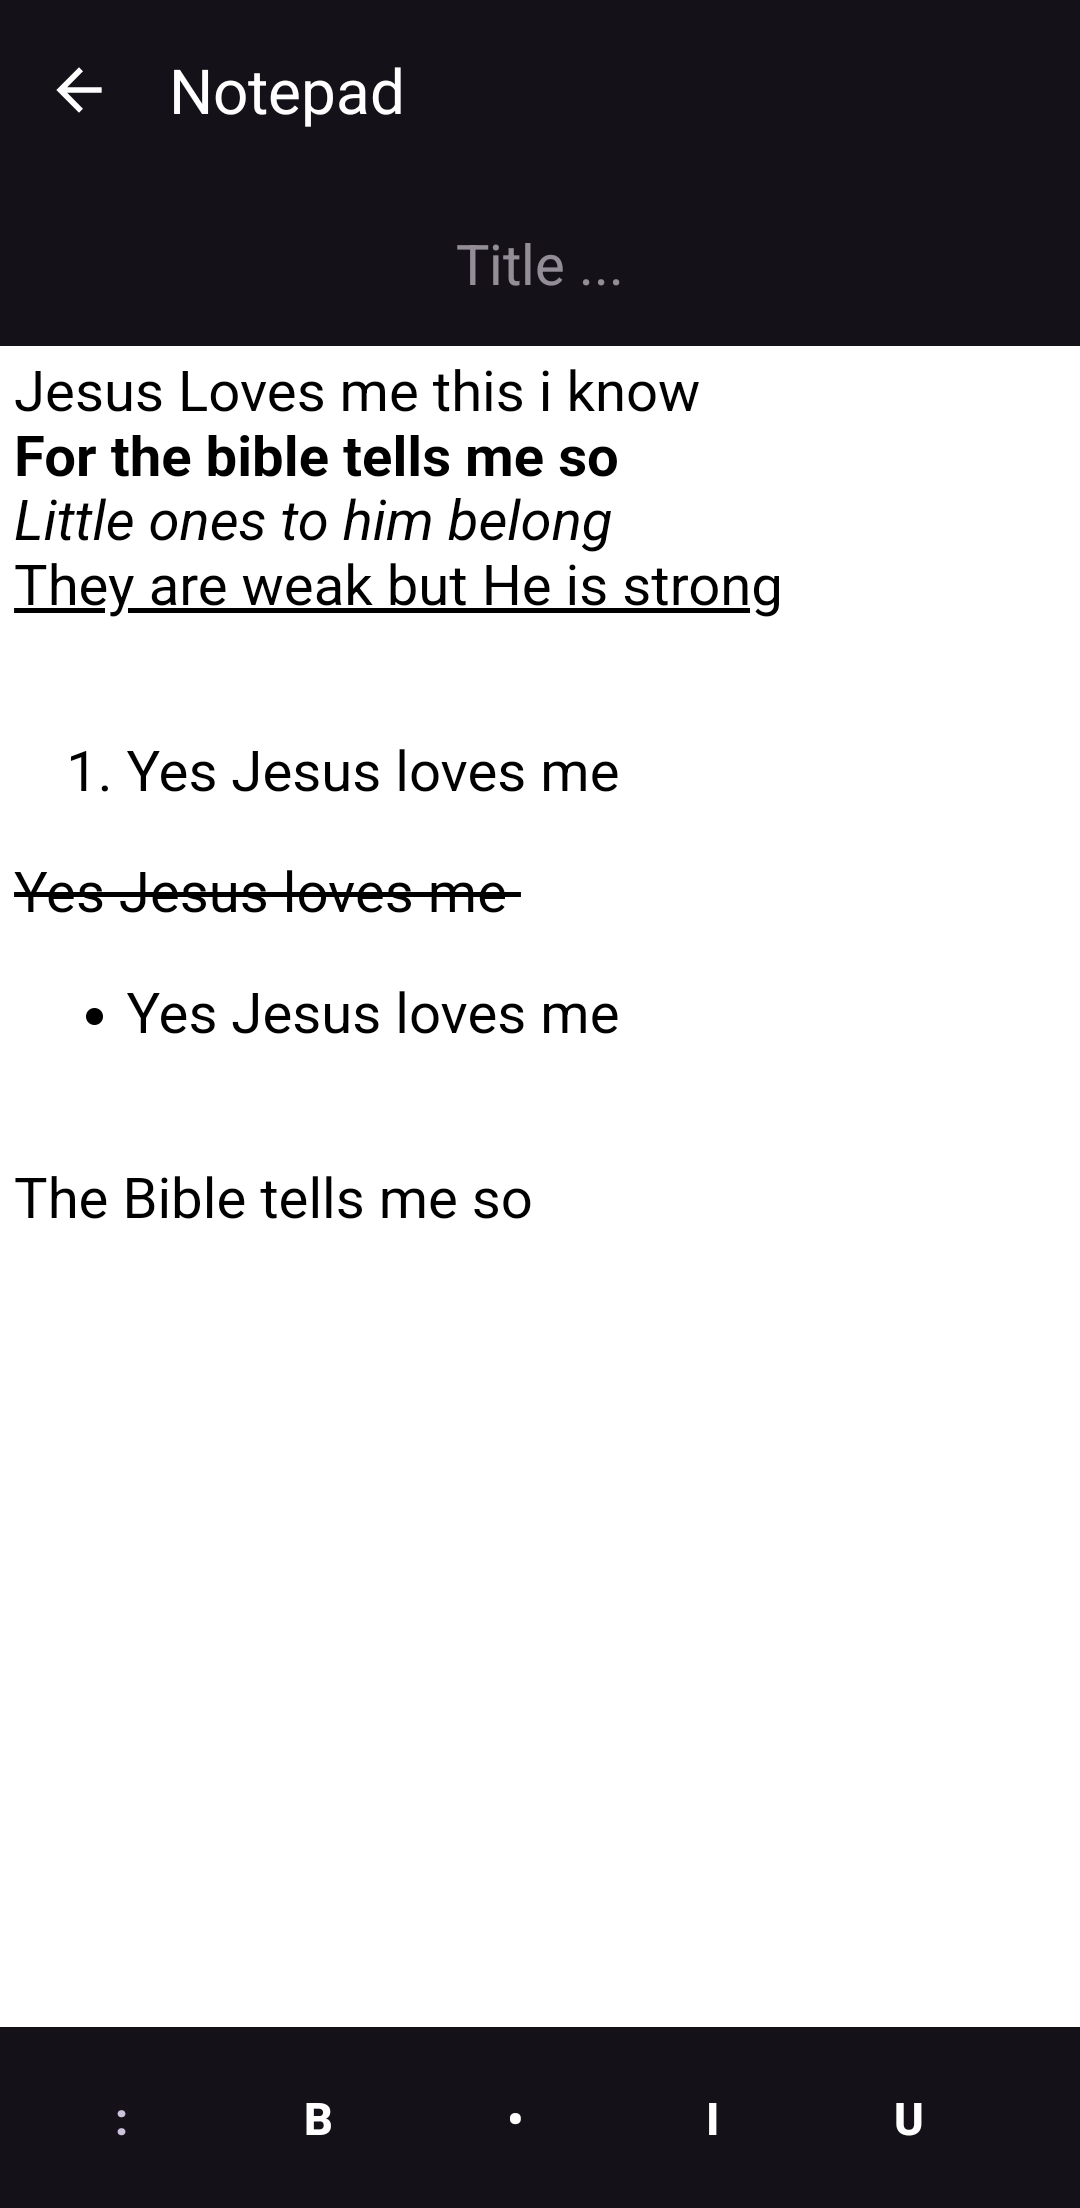 Notepad
Title ...
Jesus Loves me this i know
For the bible tells me so
Little ones to him belong
They are weak but He is strong
1. Yes Jesus loves me
Yes Jesus loves me
• Yes Jesus loves me
The Bible tells me so
: B • I U